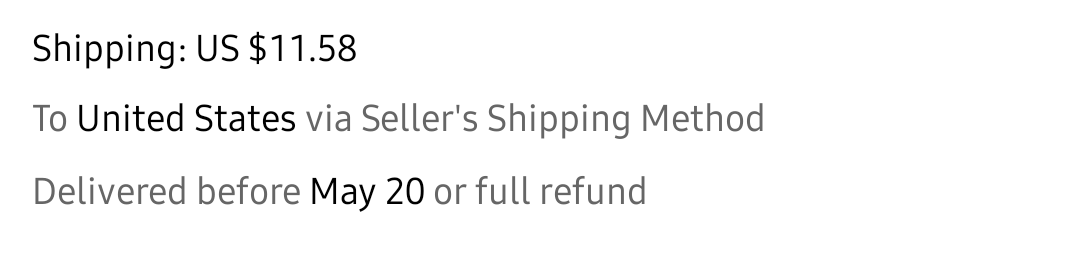 Shipping: US $11.58
To United States via Seller's Shipping Method
Delivered before May 20 or full refund